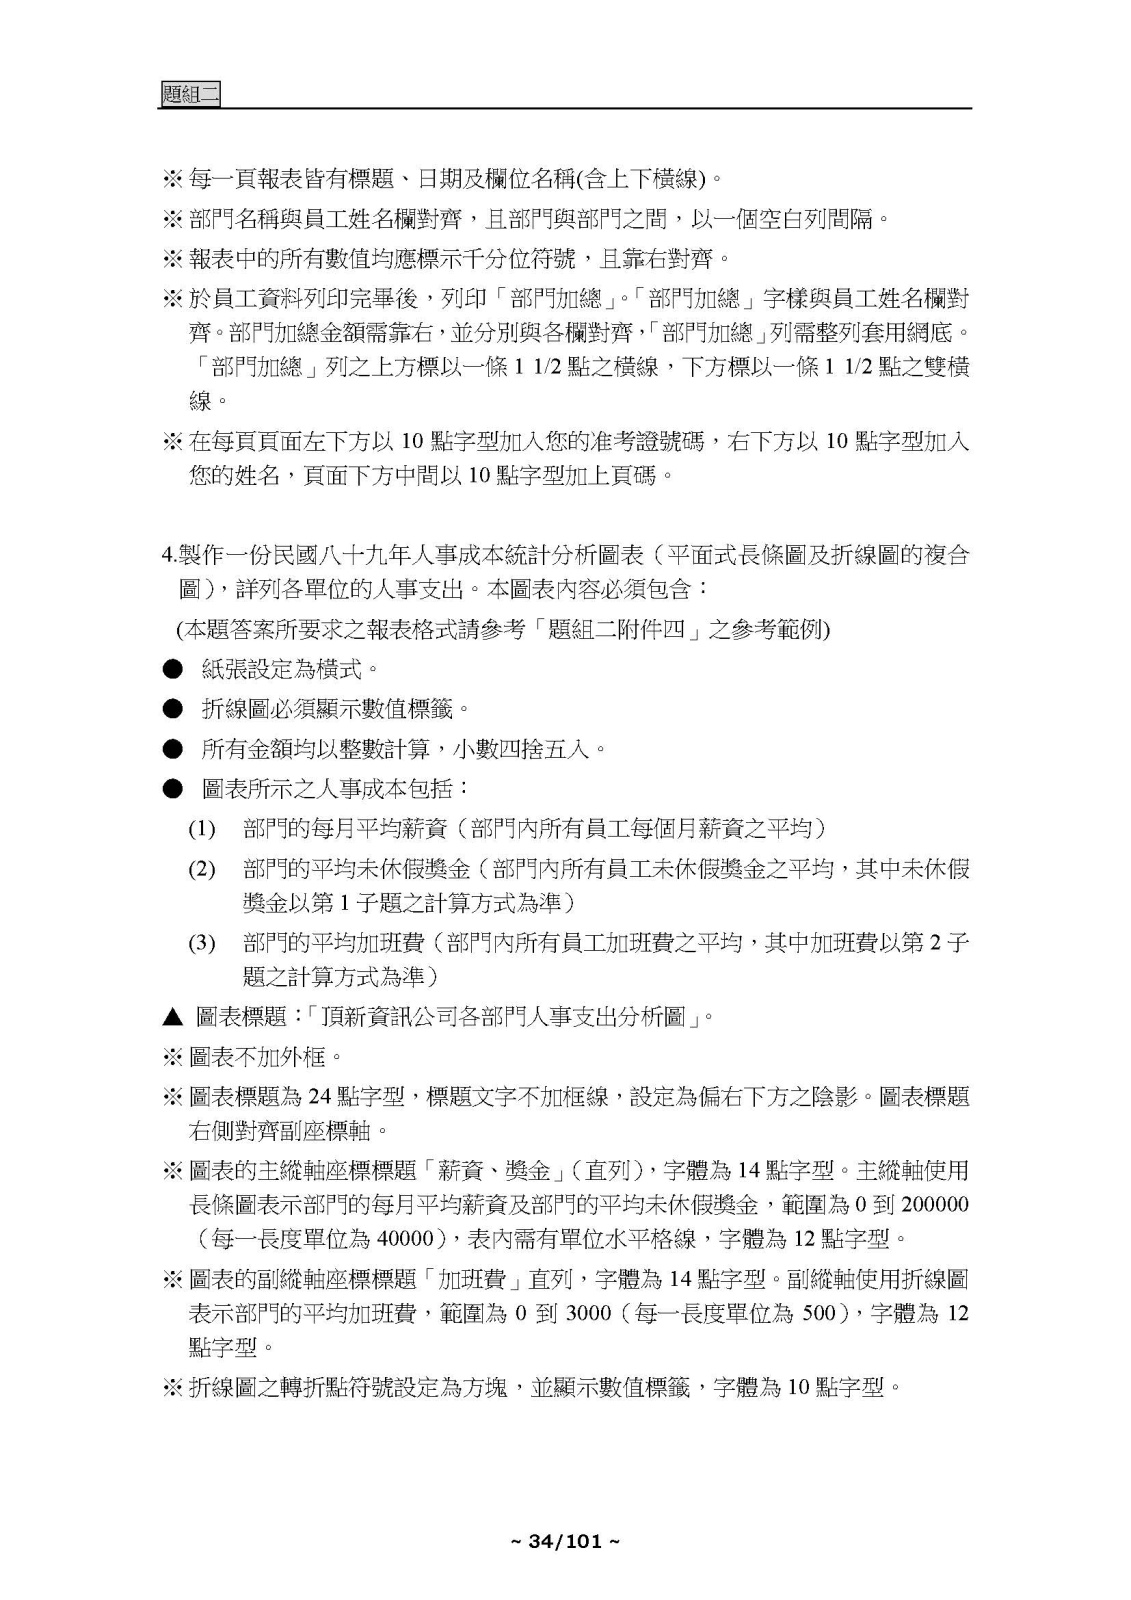 題組二
※每一頁報表皆有標題、日期及欄位名稱(含上下橫線)。
※部門名稱與員工姓名欄對齊，且部門與部門之間，以一個空白列間隔。
※報表中的所有數值均應標示千分位符號，且靠右對齊。
※於員工資料列印完畢後，列印「部門加總」。「部門加總」字樣與員工姓名欄對
齊。部門加總金額需靠右，並分別與各欄對齊，「部門加總」列需整列套用網底。
「部門加總」列之上方標以一條 1 1/2 點之橫線，下方標以一條 1 1/2 點之雙橫
線。
※在每頁頁面左下方以 10 點字型加入您的准考證號碼，右下方以 10 點字型加入
您的姓名，頁面下方中間以 10 點字型加上頁碼。
4.製作一份民國八十九年人事成本統計分析圖表（平面式長條圖及折線圖的複合
圖），詳列各單位的人事支出。本圖表內容必須包含：
(本題答案所要求之報表格式請參考「題組二附件四」之參考範例)
● 紙張設定為橫式。
● 折線圖必須顯示數值標籤。
● 所有金額均以整數計算，小數四捨五入。
● 圖表所示之人事成本包括：
(1) 部門的每月平均薪資（部門內所有員工每個月薪資之平均）
(2) 部門的平均未休假獎金（部門內所有員工未休假獎金之平均，其中未休假
獎金以第 1 子題之計算方式為準）
(3) 部門的平均加班費（部門內所有員工加班費之平均，其中加班費以第 2 子
題之計算方式為準）
▲ 圖表標題：「頂新資訊公司各部門人事支出分析圖」。
※圖表不加外框。
※圖表標題為 24 點字型，標題文字不加框線，設定為偏右下方之陰影。圖表標題
右側對齊副座標軸。
※圖表的主縱軸座標標題「薪資、獎金」（直列），字體為 14 點字型。主縱軸使用
長條圖表示部門的每月平均薪資及部門的平均未休假獎金，範圍為 0 到 200000
（每一長度單位為 40000），表內需有單位水平格線，字體為 12 點字型。
※圖表的副縱軸座標標題「加班費」直列，字體為 14 點字型。副縱軸使用折線圖
表示部門的平均加班費，範圍為 0 到 3000（每一長度單位為 500），字體為 12
點字型。
※折線圖之轉折點符號設定為方塊，並顯示數值標籤，字體為 10 點字型。
~ 34/101 ~